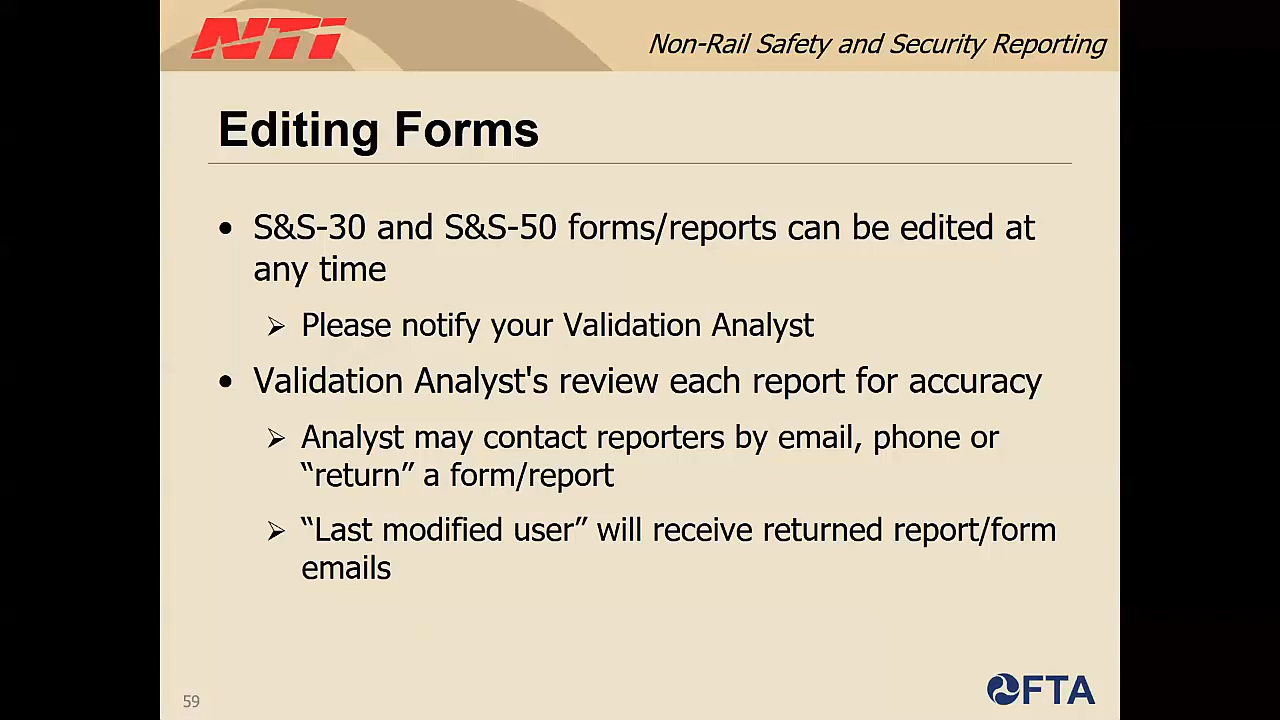 NTI
Non-Rail Safety and Security Reporting
Editing Forms
• S&S-30 and S&S-50 forms/reports can be edited at
any time
➢ Please notify your Validation Analyst
• Validation Analyst's review each report for accuracy
➢ Analyst may contact reporters by email, phone or
“return” a form/report
➢ “Last modified user” will receive returned report/form
emails
59
FTA